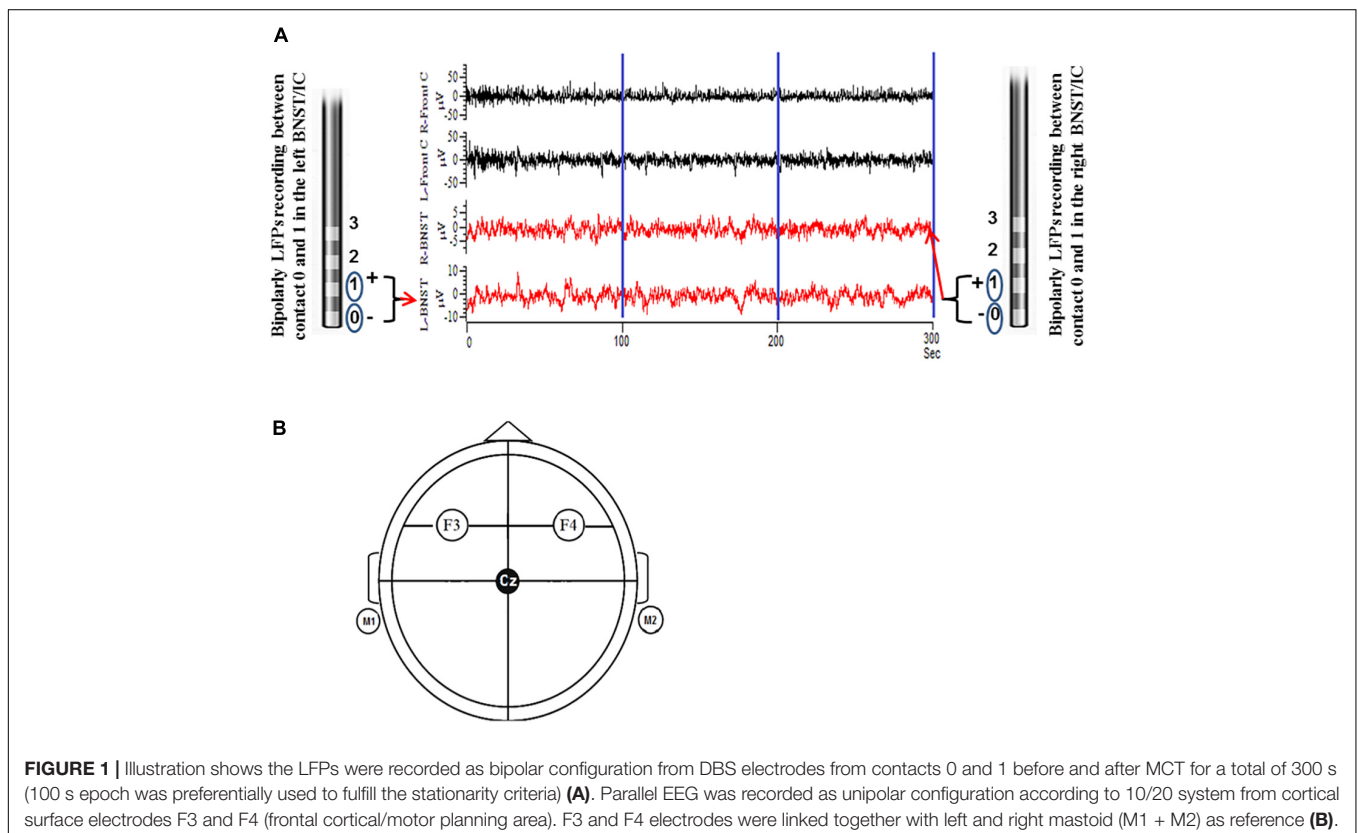 A
Bipolarly LFPs recording between
contact 0 and 1 in the left BNST/IC
3
2
1 +
0 -
R-Front C
µV
50
0
-50
L-Front C
µV
50
0
-50
R-BNST
µV
5
0
-5
L-BNST
µV
10
0
-10
0
100
200
300
Sec
3
2
+ 1
- 0
Bipolarly LFPs recording between
contact 0 and 1 in the right BNST/IC
B
F3
F4
Cz
M1
M2
FIGURE 1 | Illustration shows the LFPs were recorded as bipolar configuration from DBS electrodes from contacts 0 and 1 before and after MCT for a total of 300 s
(100 s epoch was preferentially used to fulfill the stationarity criteria) (A). Parallel EEG was recorded as unipolar configuration according to 10/20 system from cortical
surface electrodes F3 and F4 (frontal cortical/motor planning area). F3 and F4 electrodes were linked together with left and right mastoid (M1 + M2) as reference (B).